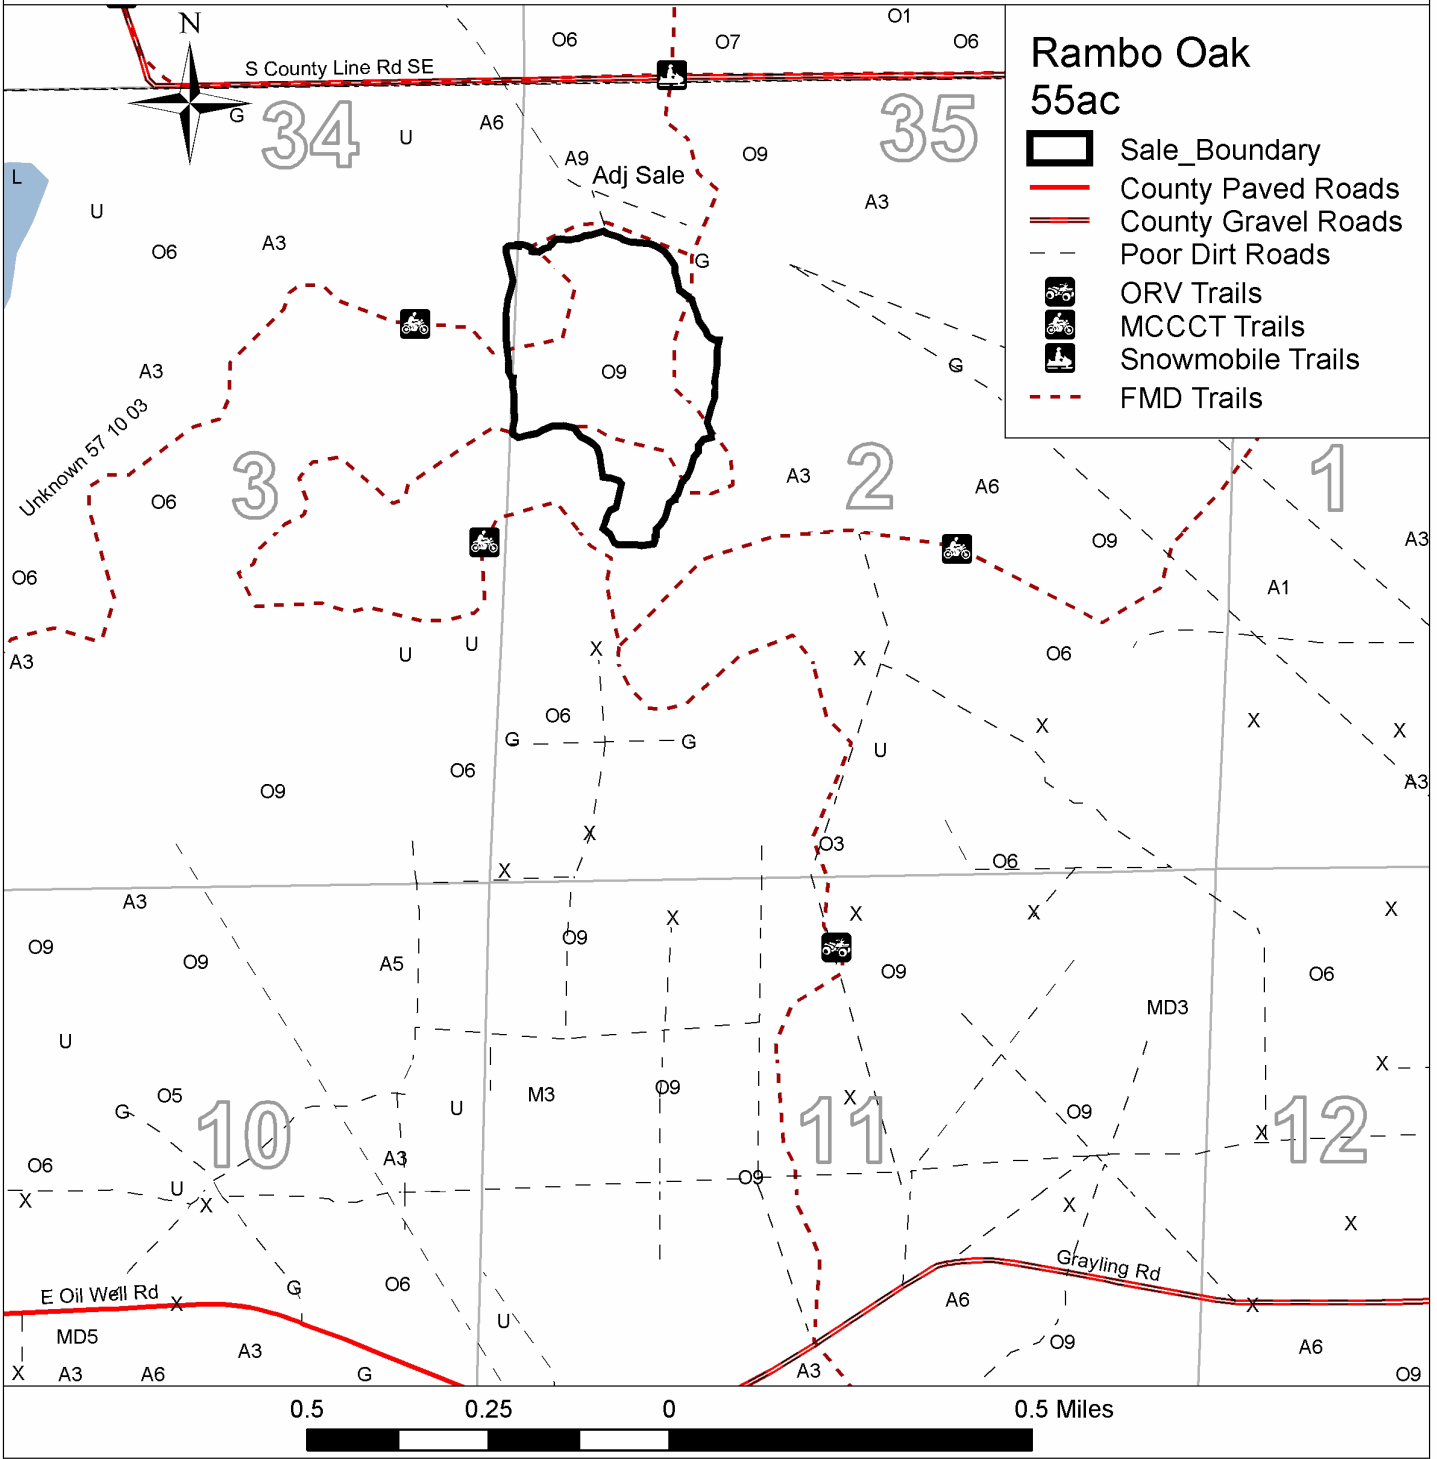 O1
O6
O7
O6
N
S County Line Rd SE
Rambo Oak
55ac
Sale_Boundary
County Paved Roads
County Gravel Roads
Poor Dirt Roads
ORV Trails
MCCCT Trails
Snowmobile Trails
FMD Trails
G
34
U
A6
35
A9
O9
Adj Sale
L
U
A3
O6
A3
G
G
A3
O9
Unknown 57 10 03
3
O6
A3
2
A6
1
O9
A3
O6
A1
A3
U
U
X
X
O6
O6
X
X
X
G
G
U
O6
O9
A3
X
O3
X
O6
A3
X
X
X
X
O9
O9
O9
A5
O9
O6
MD3
U
X
O5
M3
O9
X
G
U
O9
10
11
12
X
O6
A3
O9
U
X
X
X
X
Grayling Rd
E Oil Well Rd
X
G
O6
A6
X
U
MD5
A3
O9
A6
X
A3
A6
G
A3
O9
0.5
0.25
0
0.5 Miles